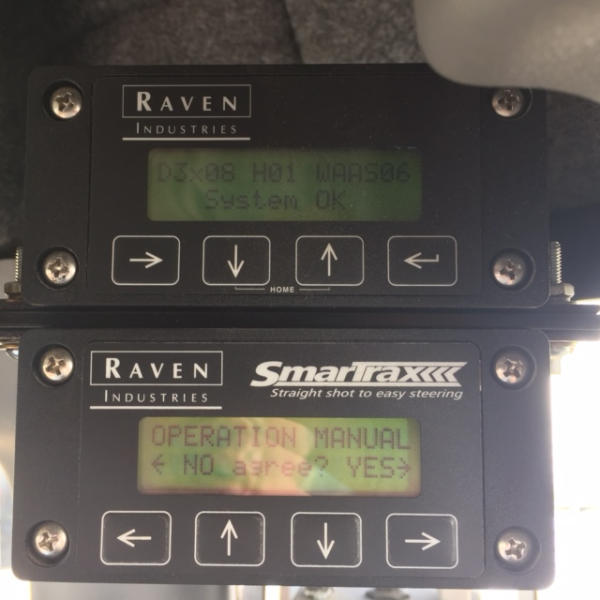 RAVEN
INDUSTRIES
D3x08 H01 WAAS06
System OK
HOME
RAVEN
INDUSTRIES
SmarTrax
Straight shot to easy steering
OPERATION MANUAL
← NO agree? YES→